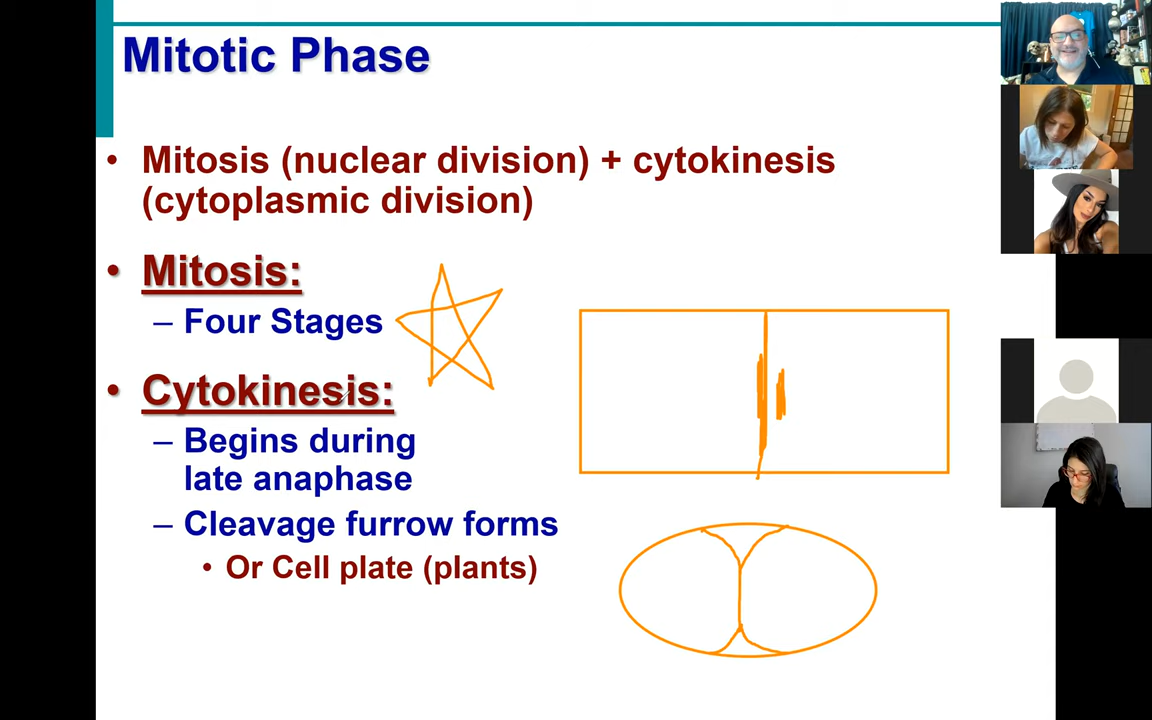 Mitotic Phase
• Mitosis (nuclear division) + cytokinesis
(cytoplasmic division)
• Mitosis:
– Four Stages
• Cytokinesis:
– Begins during
late anaphase
– Cleavage furrow forms
• Or Cell plate (plants)